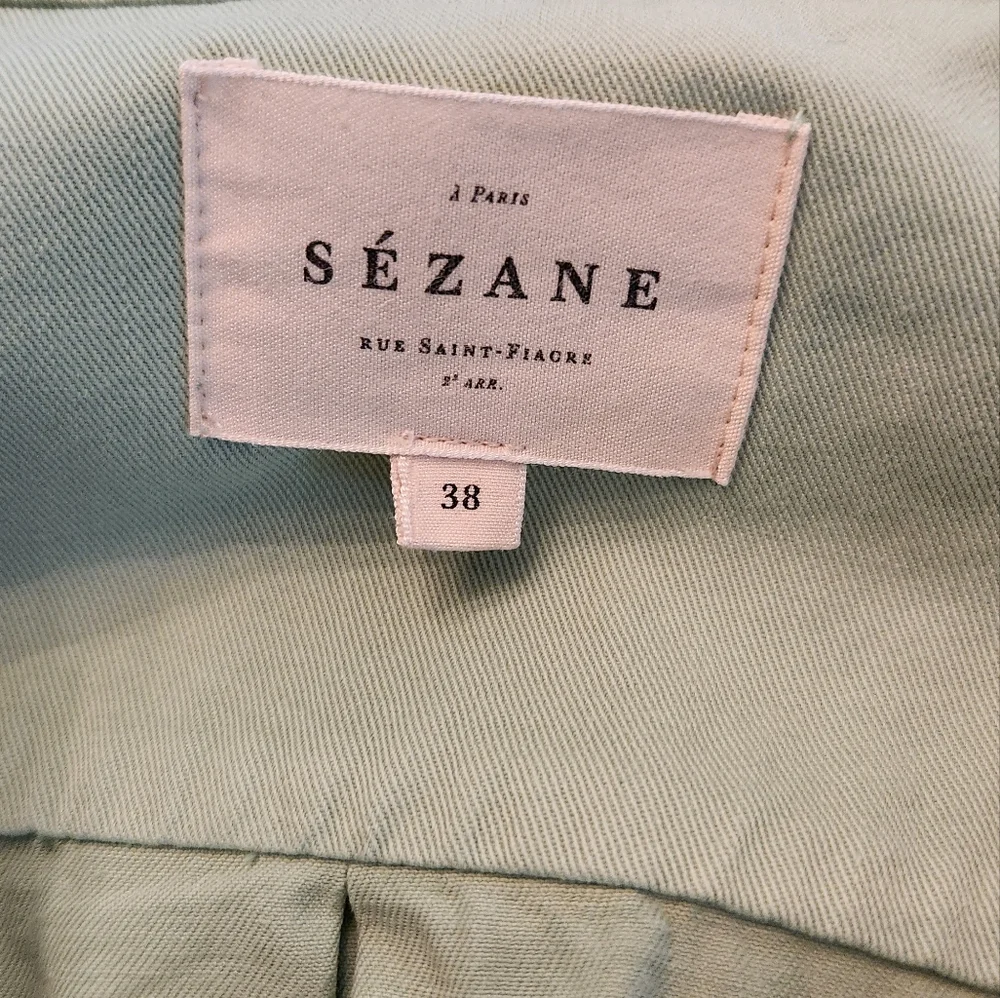 À PARIS
SÉZANE
RUE SAINT-FIACRE
2ᵉ ARR.
38